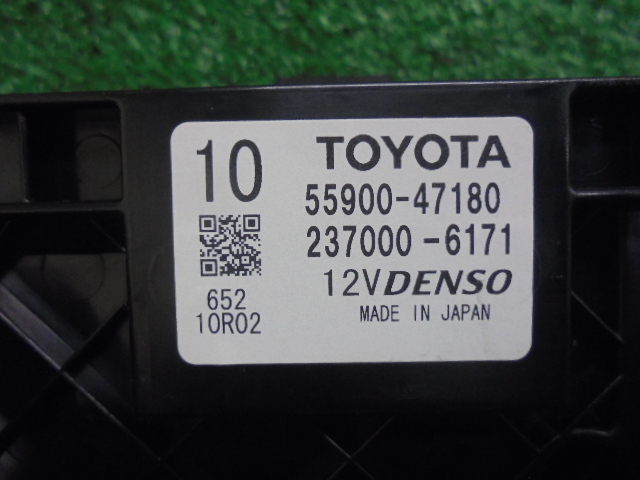 10
TOYOTA
55900-47180
237000-6171
12V DENSO
652
10R02
MADE IN JAPAN